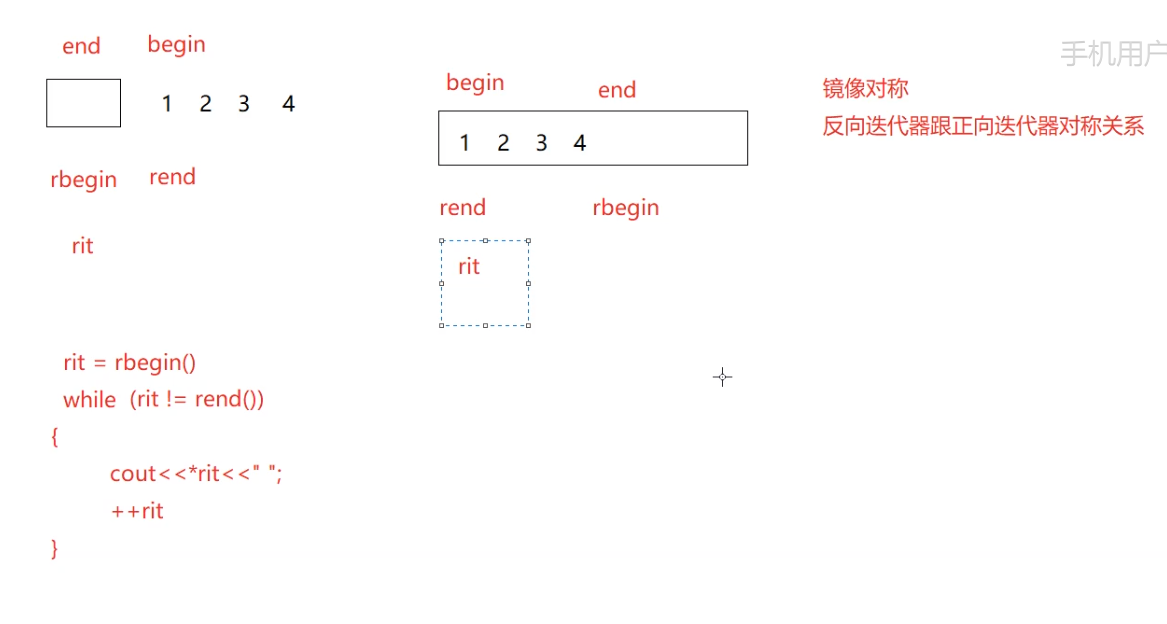 end begin
1 2 3 4
rbegin rend
rit
rit = rbegin()
while (rit != rend())
{
cout<<*rit<<" ";
++rit
}
begin end
1 2 3 4
rend rbegin
rit
手机用户
镜像对称
反向迭代器跟正向迭代器对称关系